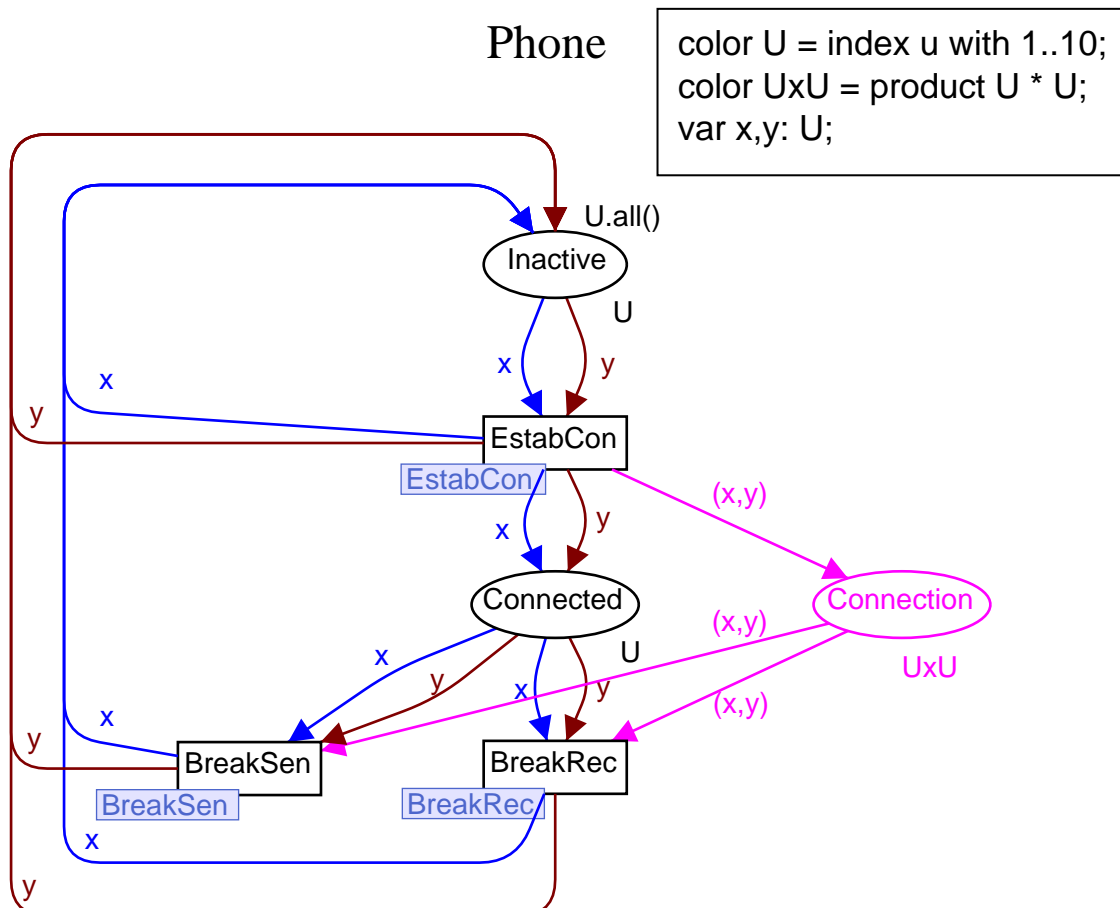 Phone
color U = index u with 1..10;
color UxU = product U * U;
var x,y: U;
U.all()
Inactive
U
x
x
y
y
EstabCon
EstabCon
(x,y)
x
y
Connected
Connection
(x,y)
U
UxU
x
y
x
y
(x,y)
x
y
BreakSen
BreakRec
BreakSen
BreakRec
x
y